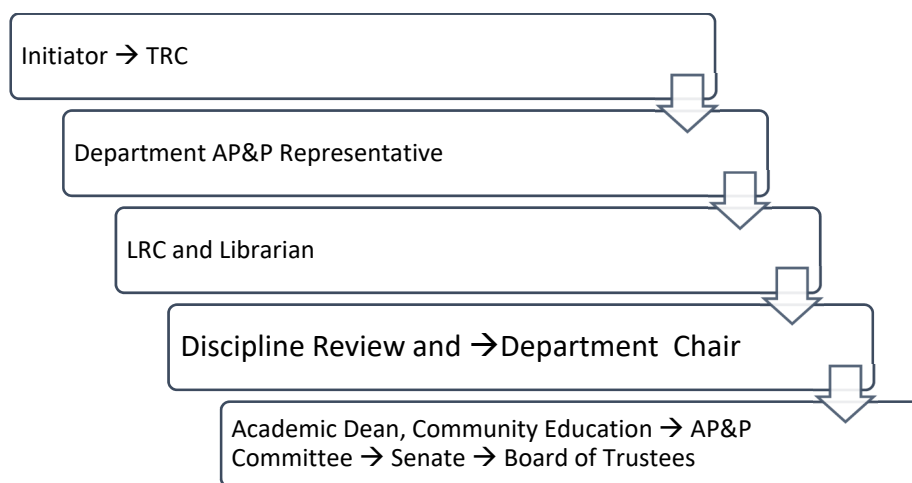 Initiator → TRC
Department AP&P Representative
LRC and Librarian
Discipline Review and →Department  Chair
Academic Dean, Community Education → AP&P
Committee → Senate → Board of Trustees